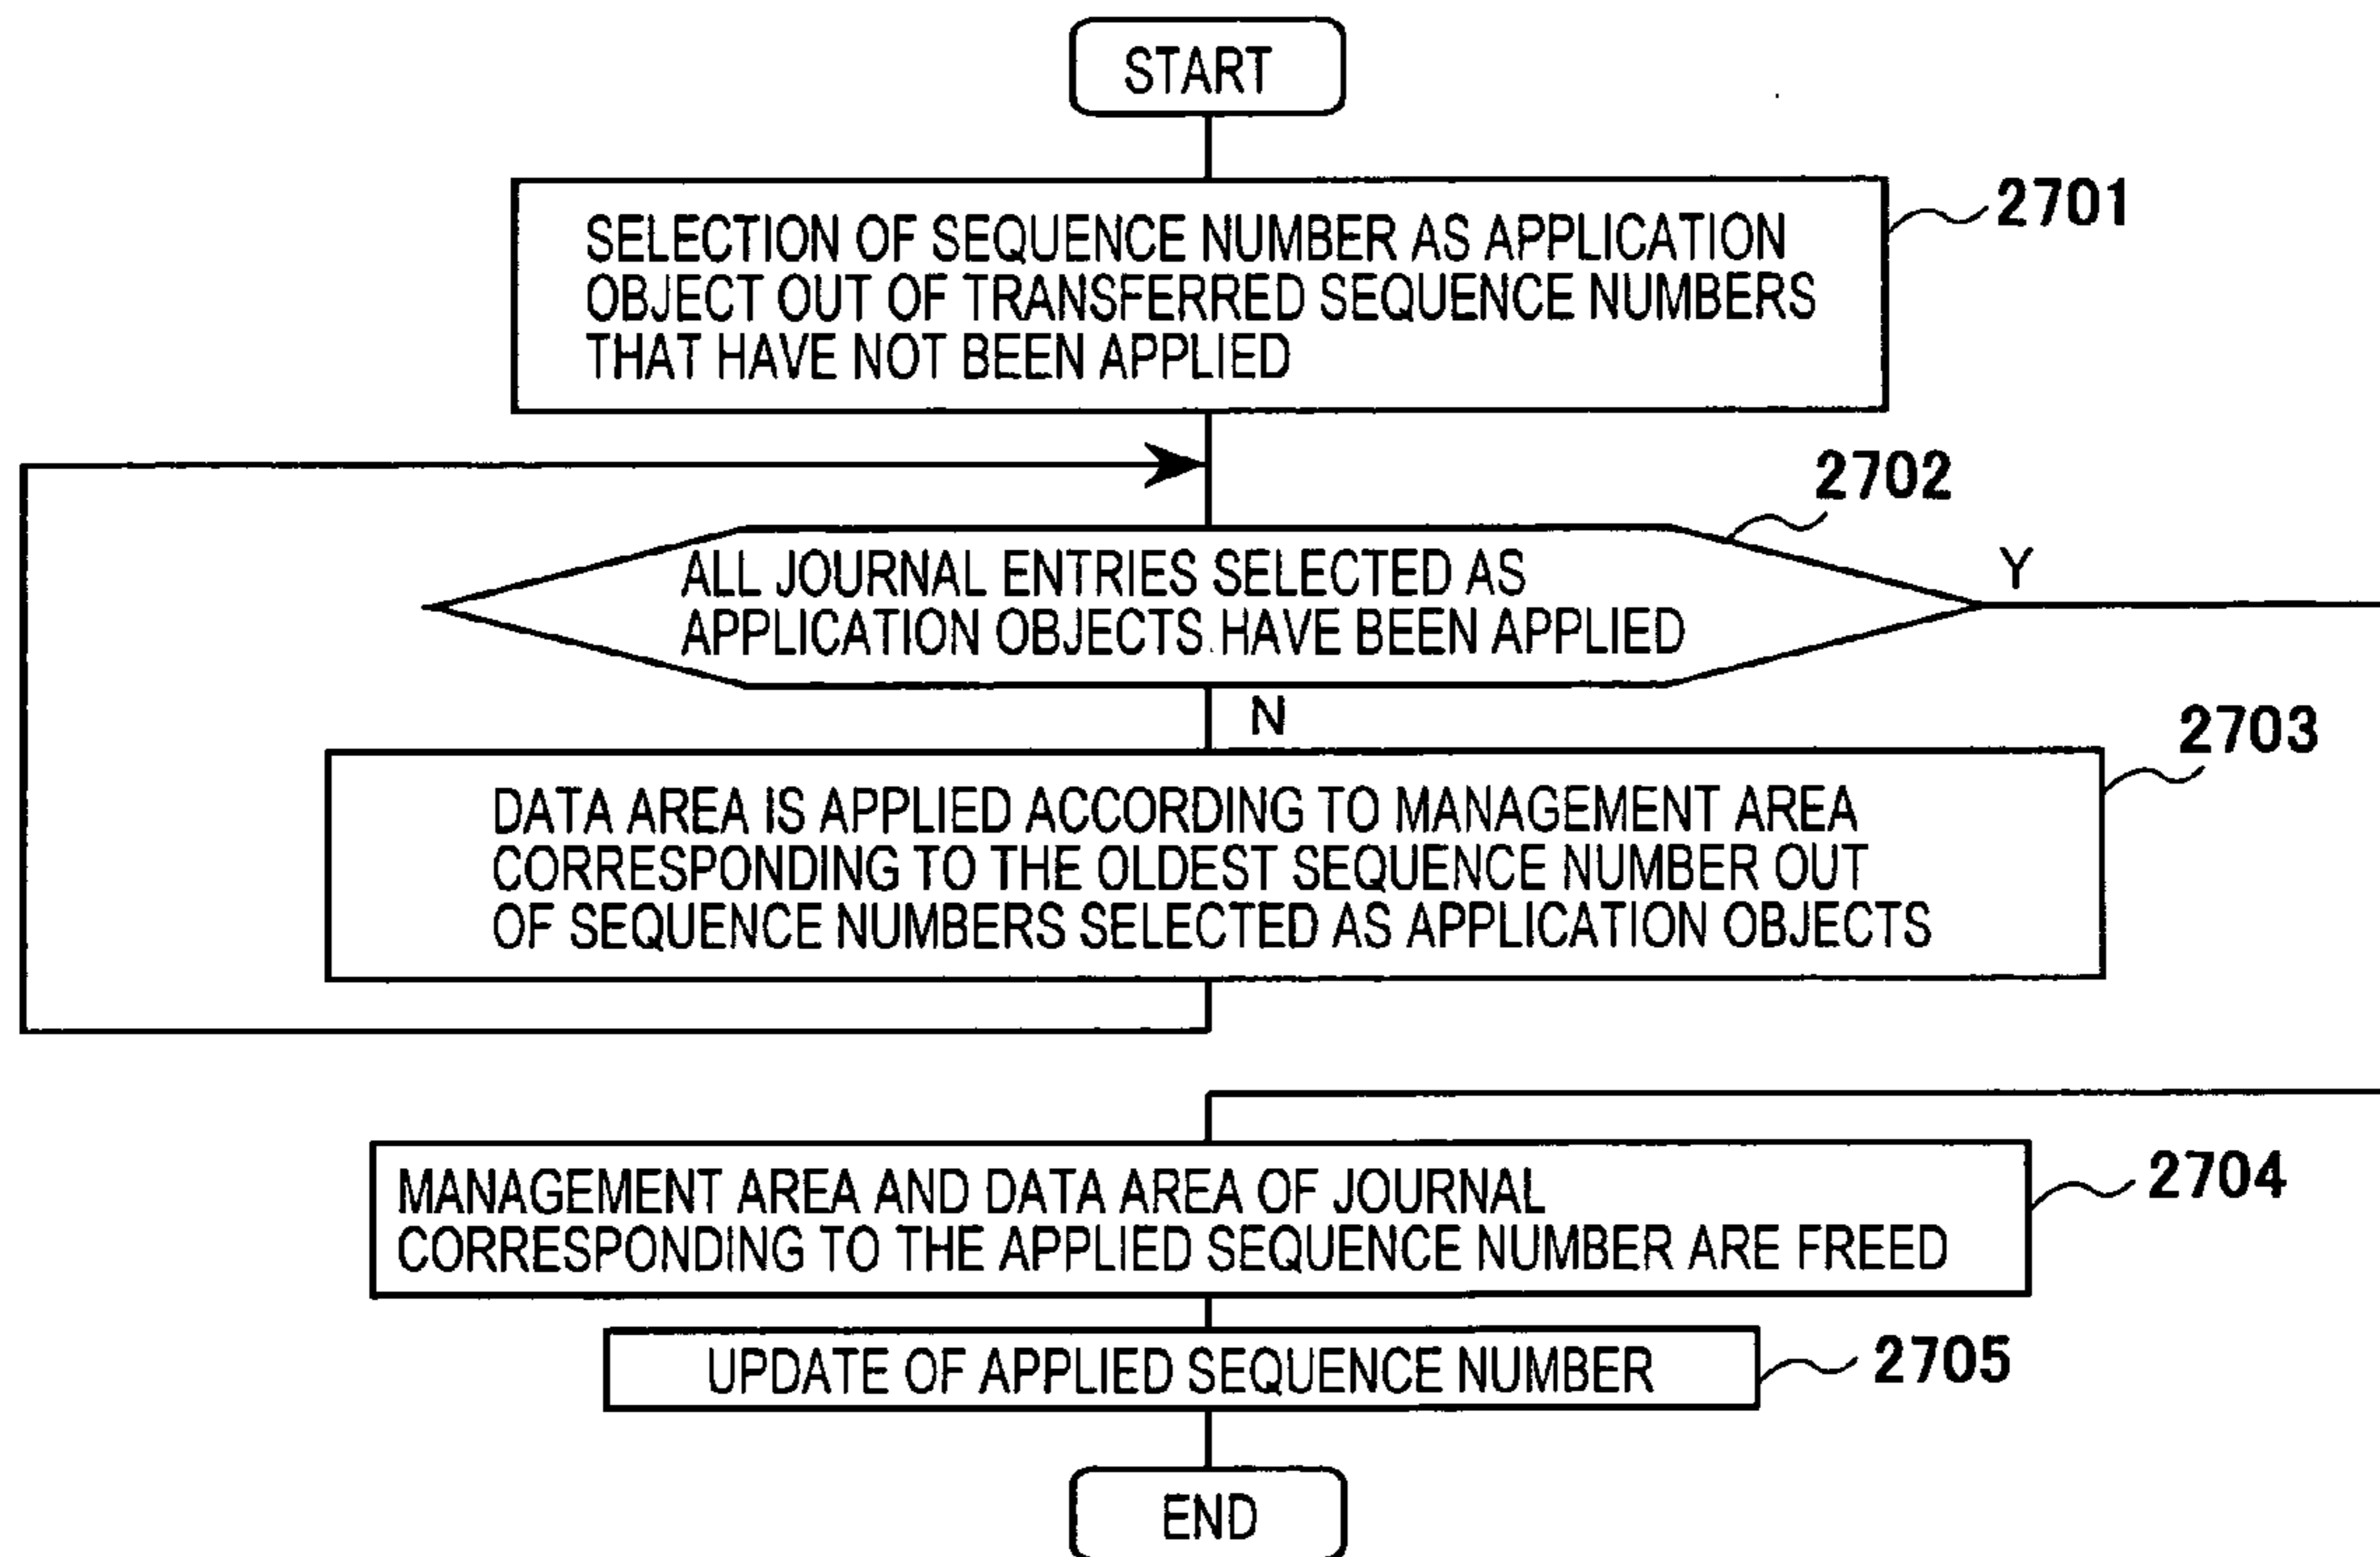 START
SELECTION OF SEQUENCE NUMBER AS APPLICATION
OBJECT OUT OF TRANSFERRED SEQUENCE NUMBERS
THAT HAVE NOT BEEN APPLIED
2701
2702
ALL JOURNAL ENTRIES SELECTED AS
APPLICATION OBJECTS HAVE BEEN APPLIED
Y
N
2703
DATA AREA IS APPLIED ACCORDING TO MANAGEMENT AREA
CORRESPONDING TO THE OLDEST SEQUENCE NUMBER OUT
OF SEQUENCE NUMBERS SELECTED AS APPLICATION OBJECTS
MANAGEMENT AREA AND DATA AREA OF JOURNAL
CORRESPONDING TO THE APPLIED SEQUENCE NUMBER ARE FREED
2704
UPDATE OF APPLIED SEQUENCE NUMBER
2705
END